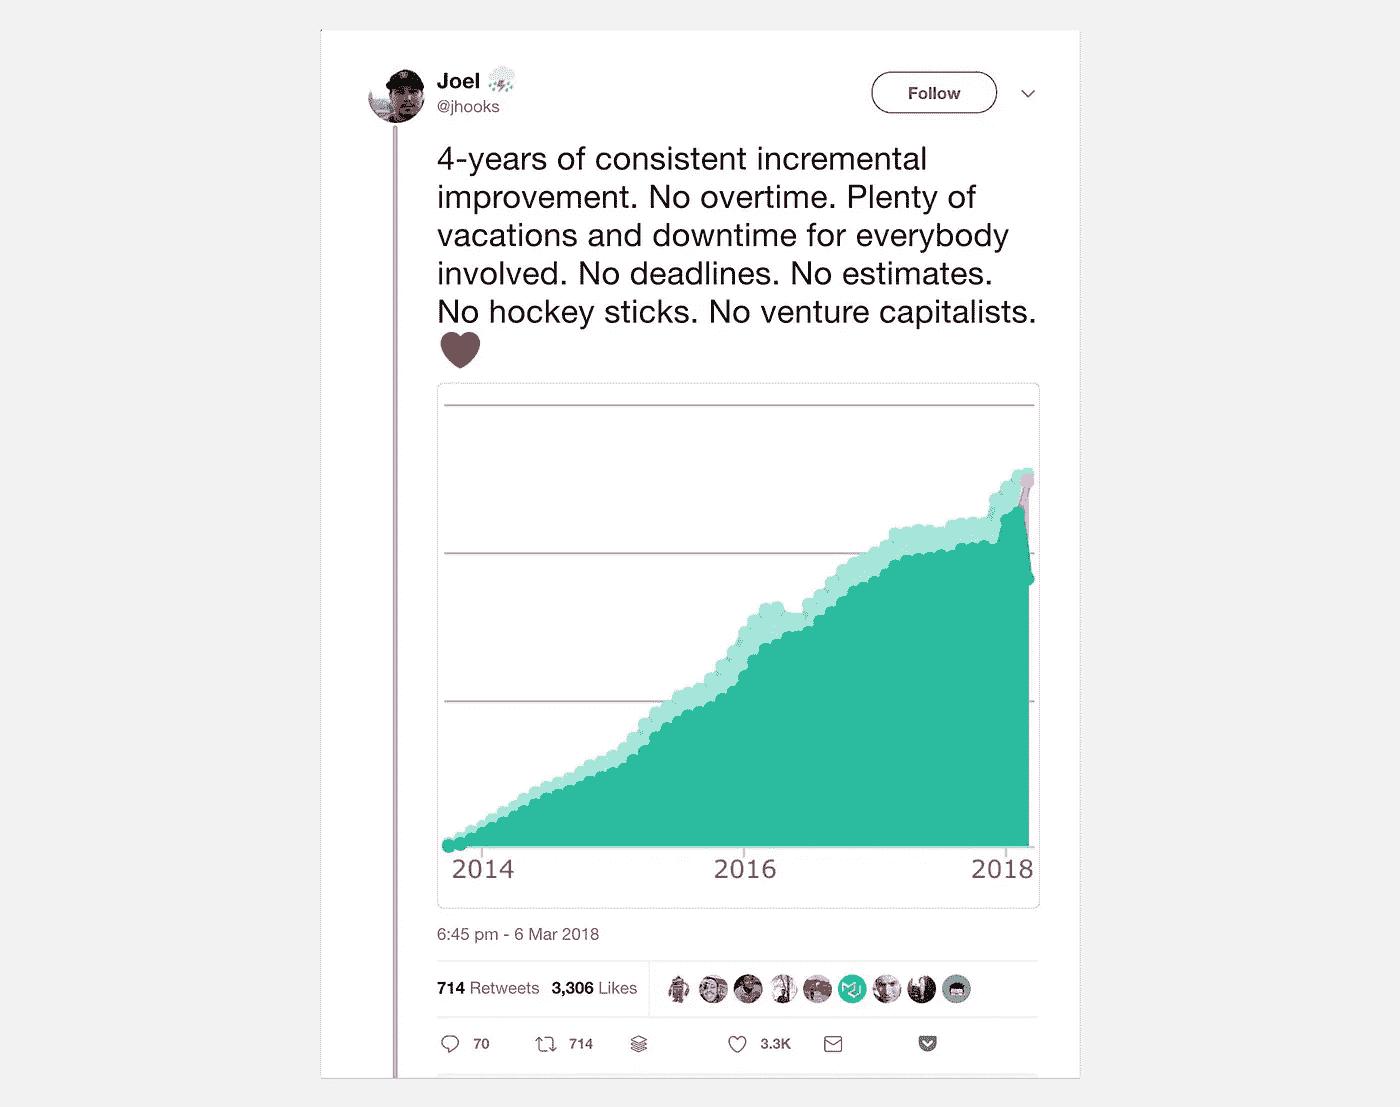 Joel
@jhooks
Follow
4-years of consistent incremental
improvement. No overtime. Plenty of
vacations and downtime for everybody
involved. No deadlines. No estimates.
No hockey sticks. No venture capitalists.
2014 2016 2018
6:45 pm - 6 Mar 2018
714 Retweets 3,306 Likes
70 714 3.3K